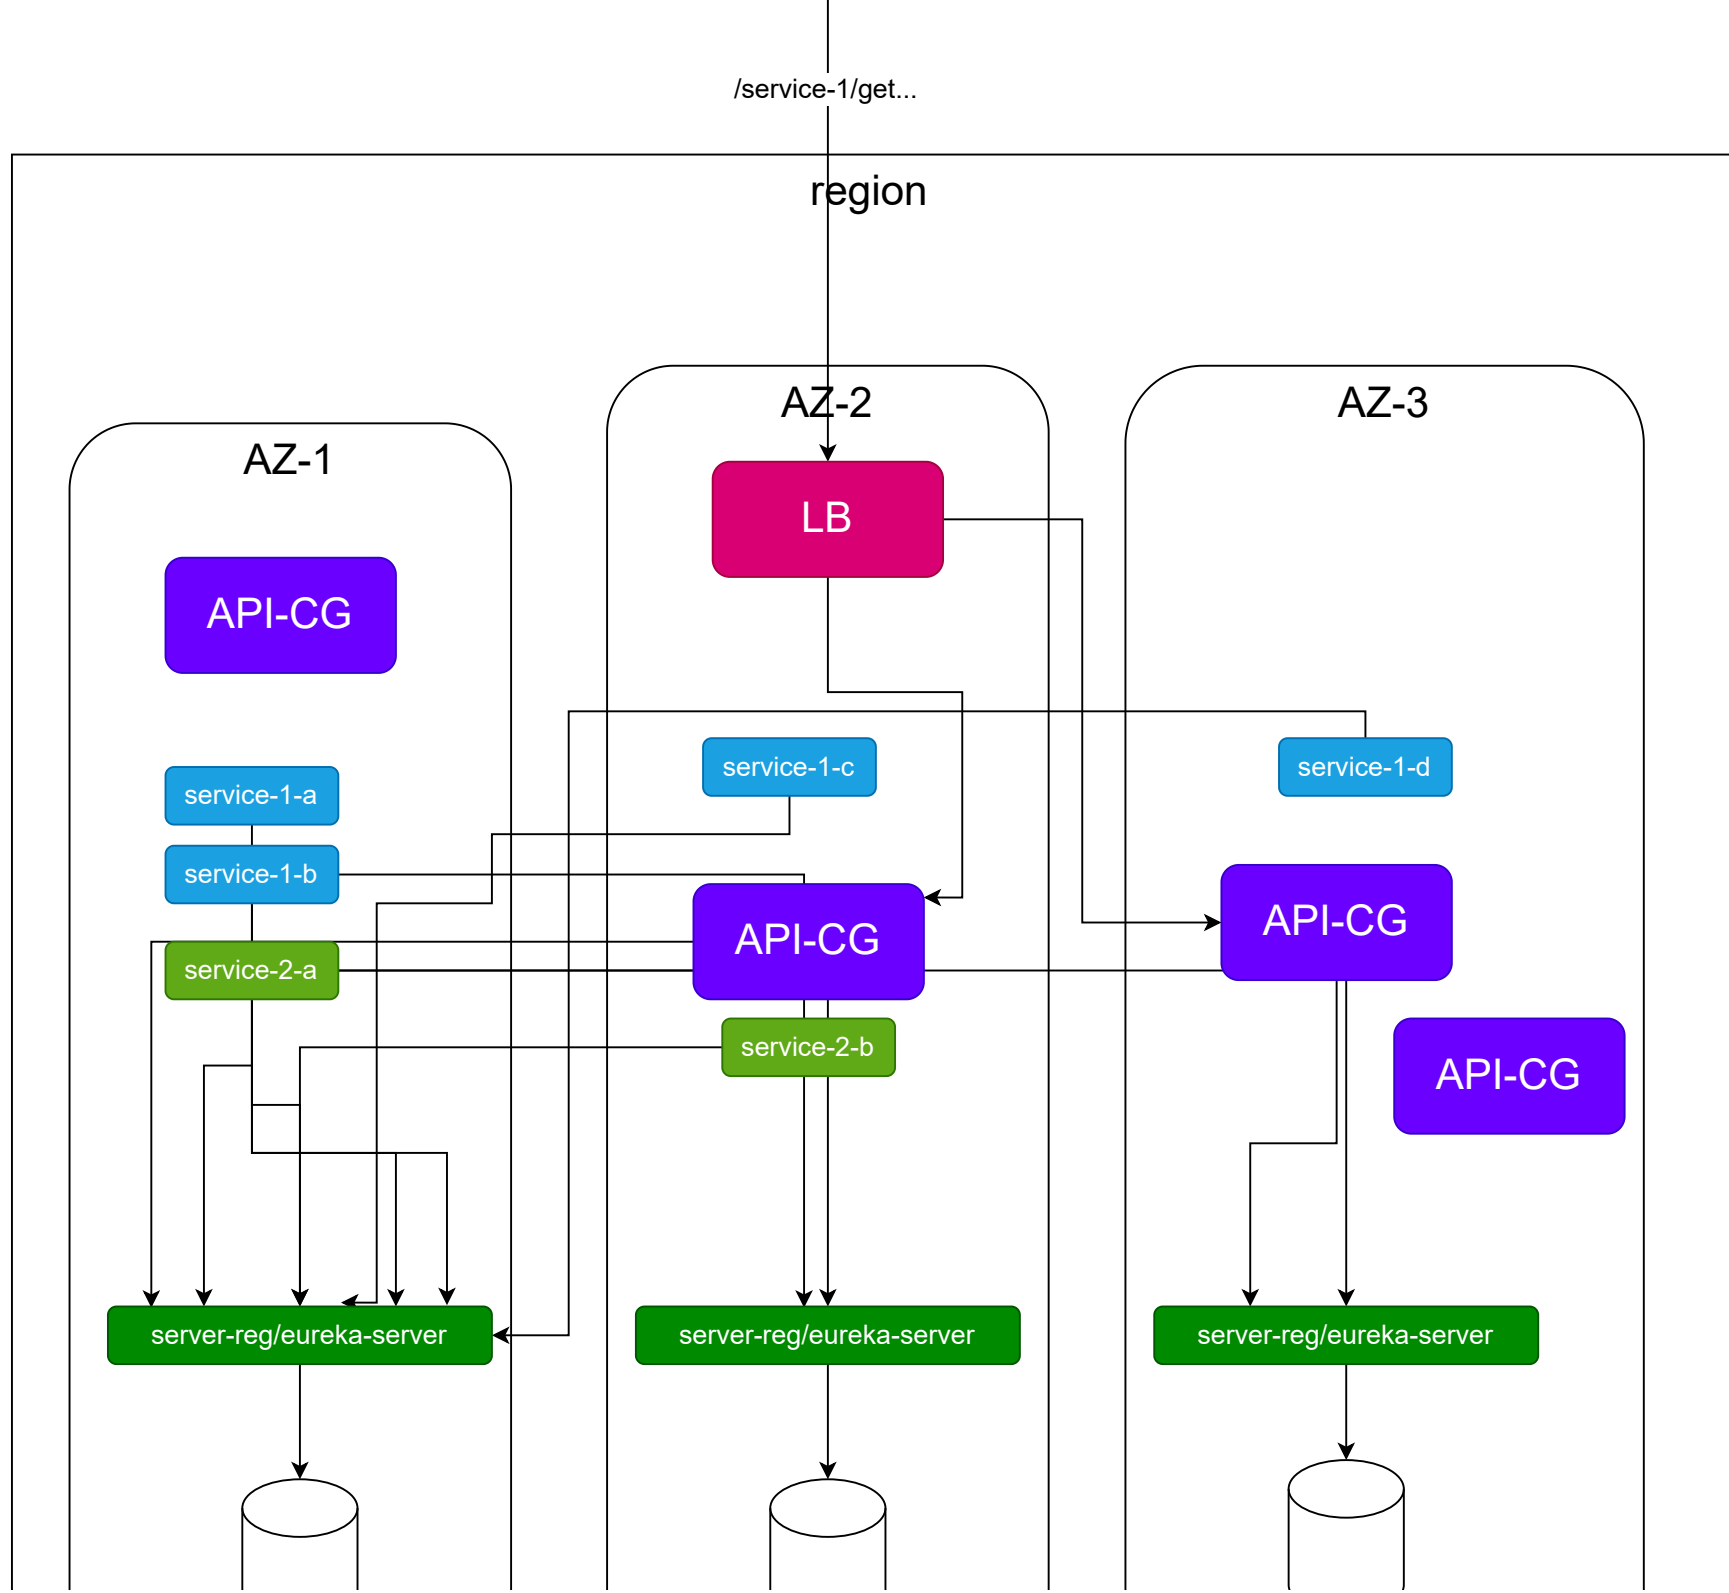 /service-1/get...
region
AZ-1
AZ-2
AZ-3
LB
API-CG
service-1-c
service-1-d
service-1-a
service-1-b
API-CG
API-CG
service-2-a
service-2-b
API-CG
server-reg/eureka-server
server-reg/eureka-server
server-reg/eureka-server